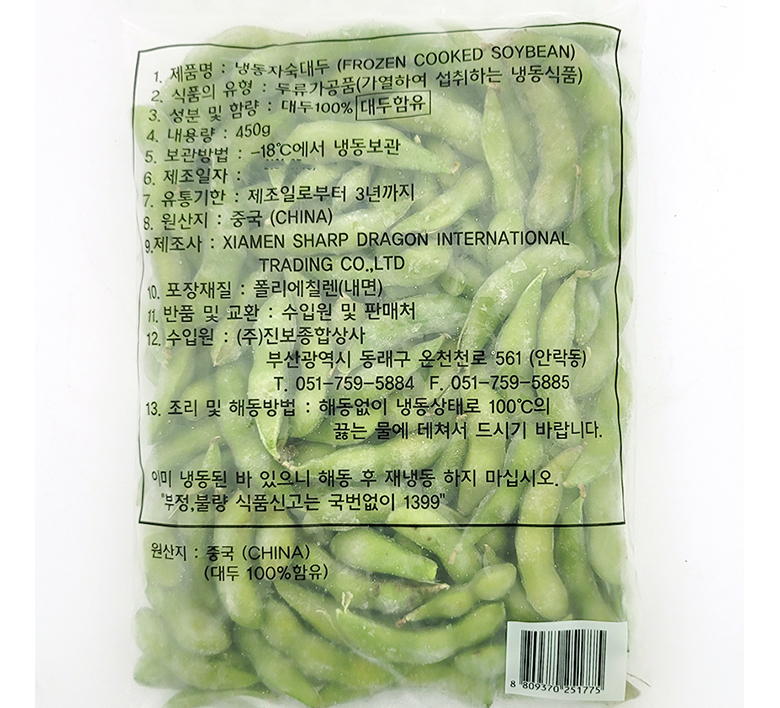 1. 제품명 : 냉동자숙대두 (FROZEN COOKED SOYBEAN)
2. 식품의 유형 : 두류가공품(가열하여 섭취하는 냉동식품)
3. 성분 및 함량 : 대두100% 대두함유
4. 내용량 : 450g
5. 보관방법 : -18℃에서 냉동보관
6. 제조일자 :
7. 유통기한 : 제조일로부터 3년까지
8. 원산지 : 중국 (CHINA)
9.제조사 : XIAMEN SHARP DRAGON INTERNATIONAL
TRADING CO.,LTD
10. 포장재질 : 폴리에칠렌(내면)
11. 반품 및 교환 : 수입원 및 판매처
12. 수입원 : (주)진보종합상사
부산광역시 동래구 온천천로 561 (안락동)
T. 051-759-5884 F. 051-759-5885
13. 조리 및 해동방법 : 해동없이 냉동상태로 100℃의
끓는 물에 데쳐서 드시기 바랍니다.
이미 냉동된 바 있으니 해동 후 재냉동 하지 마십시오.
"부정,불량 식품신고는 국번없이 1399"
원산지 : 중국 (CHINA)
(대두 100%함유)
8 809370 251775